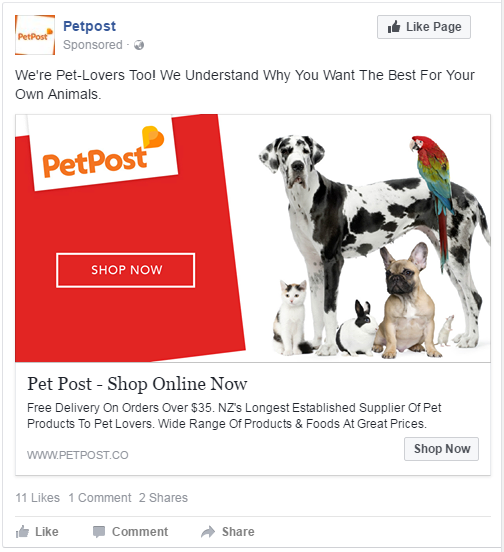 PetPost
Petpost
Like Page
Sponsored ·
We're Pet-Lovers Too! We Understand Why You Want The Best For Your
Own Animals.
PetPost
SHOP NOW
Pet Post - Shop Online Now
Free Delivery On Orders Over $35. NZ's Longest Established Supplier Of Pet
Products To Pet Lovers. Wide Range Of Products & Foods At Great Prices.
WWW.PETPOST.CO
Shop Now
11 Likes 1 Comment 2 Shares
Like Comment Share